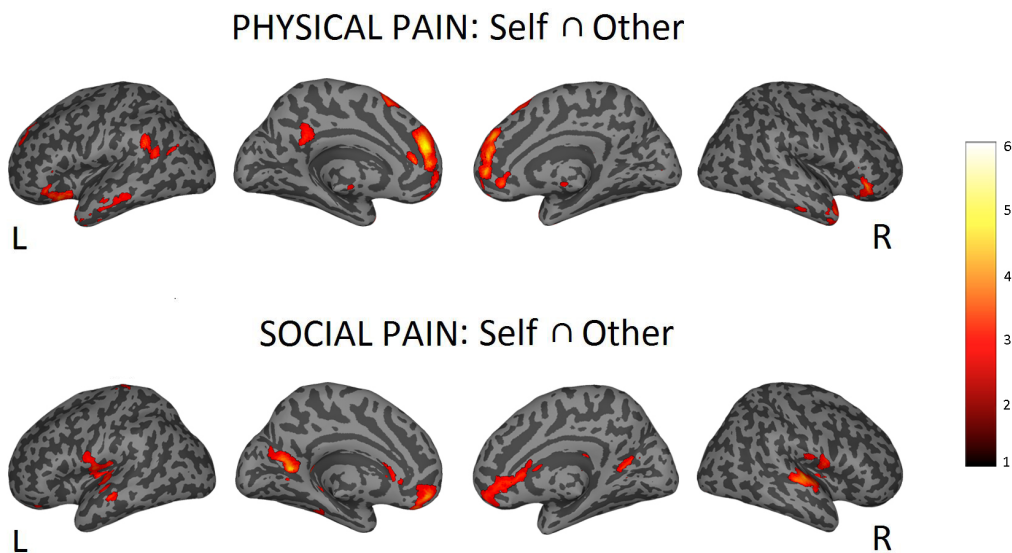 PHYSICAL PAIN: Self ∩ Other
L
R
6
5
4
3
2
1
SOCIAL PAIN: Self ∩ Other
L
R